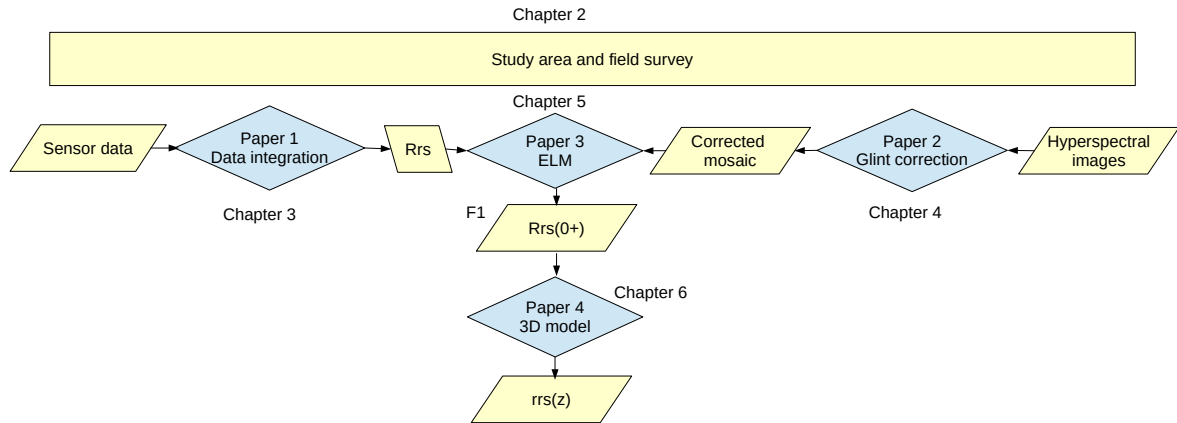 Chapter 2
Study area and field survey
Chapter 5
Sensor data
Paper 1
Data integration
Rrs
Paper 3
ELM
Corrected
mosaic
Paper 2
Glint correction
Hyperspectral
images
Chapter 3
F1
Chapter 4
Rrs(0+)
Chapter 6
Paper 4
3D model
rrs(z)